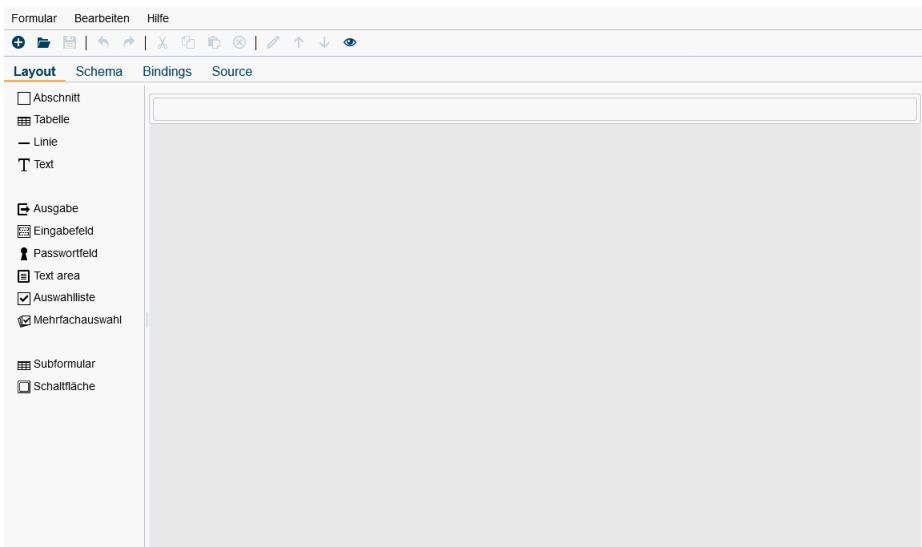 Formular Bearbeiten Hilfe
Layout Schema Bindings Source
Abschnitt
Tabelle
Linie
Text
Ausgabe
Eingabefeld
Passwortfeld
Text area
Auswahlliste
Mehrfachauswahl
Subformular
Schaltfläche